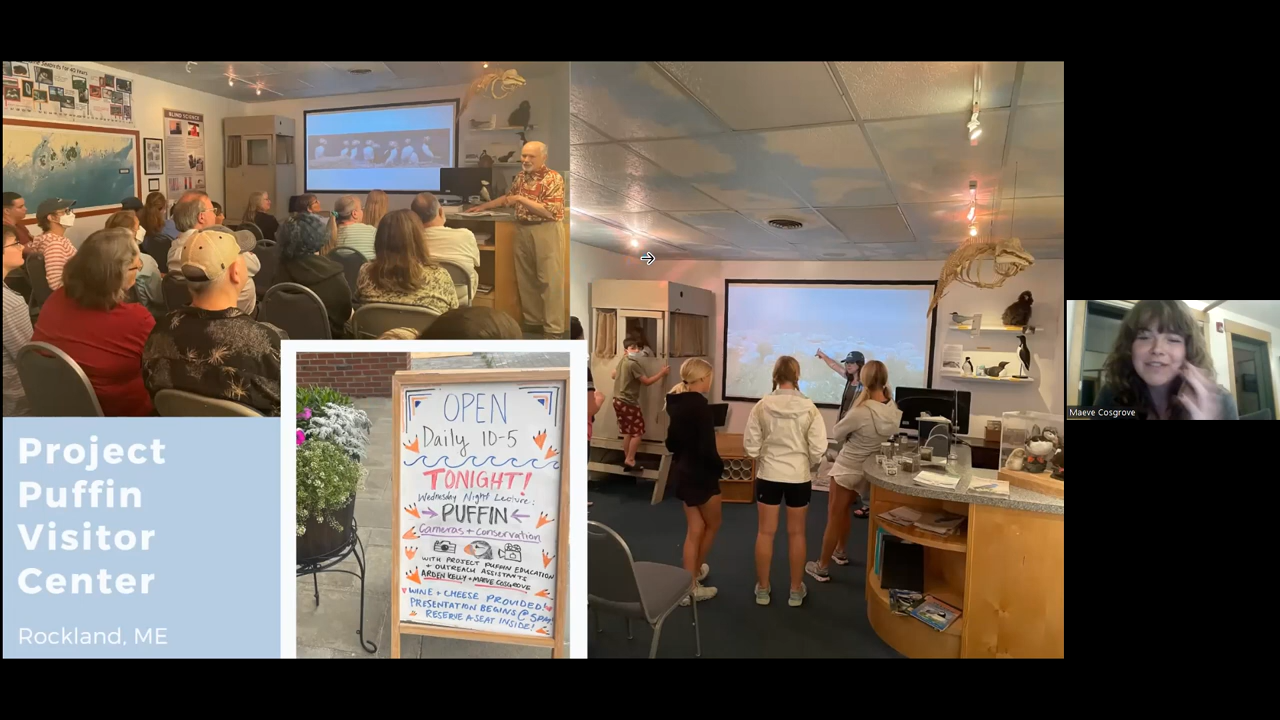 BLIND SCIENCE
Project
Puffin
Visitor
Center
Rockland, ME
OPEN
Daily 10-5
TONIGHT!
Wednesday Night Lecture:
PUFFIN
Cameras + Conservation
WITH PROJECT PUFFIN EDUCATION
+ OUTREACH ASSISTANTS
ARDEN KELLY + MAEVE COSGROVE
WINE + CHEESE PROVIDED!
PRESENTATION BEGINS @ 5PM!
RESERVE A SEAT INSIDE!
Maeve Cosgrove